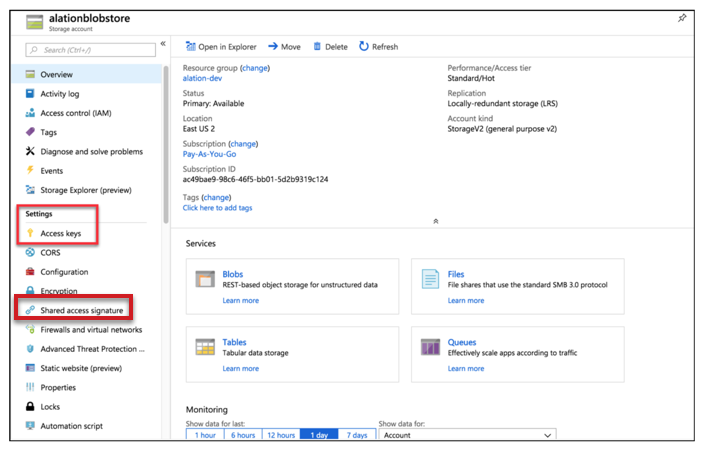 alationblobstore
Storage account
Search (Ctrl+/)
«
Overview
Activity log
Access control (IAM)
Tags
Diagnose and solve problems
Events
Storage Explorer (preview)
Settings
Access keys
CORS
Configuration
Encryption
Shared access signature
Firewalls and virtual networks
Advanced Threat Protection ...
Static website (preview)
Properties
Locks
Automation script
Open in Explorer Move Delete Refresh
Resource group (change)
alation-dev
Status
Primary: Available
Location
East US 2
Subscription (change)
Pay-As-You-Go
Subscription ID
ac49bae9-98c6-46f5-bb01-5d2b9319c124
Tags (change)
Click here to add tags
Performance/Access tier
Standard/Hot
Replication
Locally-redundant storage (LRS)
Account kind
StorageV2 (general purpose v2)
Services
Blobs
REST-based object storage for unstructured data
Learn more
Files
File shares that use the standard SMB 3.0 protocol
Learn more
Tables
Tabular data storage
Learn more
Queues
Effectively scale apps according to traffic
Learn more
Monitoring
Show data for last:
1 hour 6 hours 12 hours 1 day 7 days
Show data for:
Account